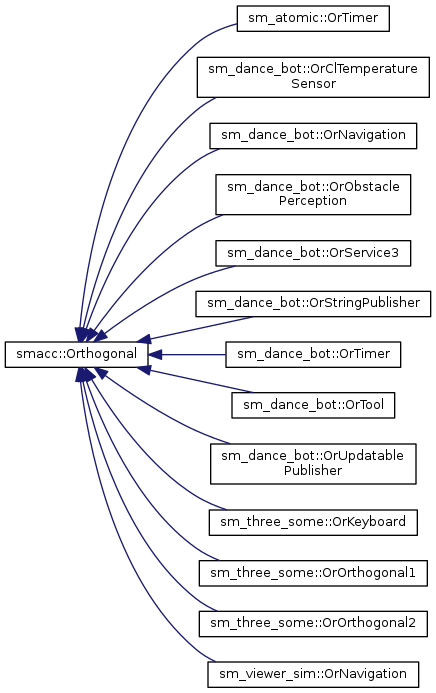 sm_atomic::OrTimer
sm_dance_bot::OrClTemperature
Sensor
sm_dance_bot::OrNavigation
sm_dance_bot::OrObstacle
Perception
sm_dance_bot::OrService3
sm_dance_bot::OrStringPublisher
smacc::Orthogonal
sm_dance_bot::OrTimer
sm_dance_bot::OrTool
sm_dance_bot::OrUpdatable
Publisher
sm_three_some::OrKeyboard
sm_three_some::OrOrthogonal1
sm_three_some::OrOrthogonal2
sm_viewer_sim::OrNavigation